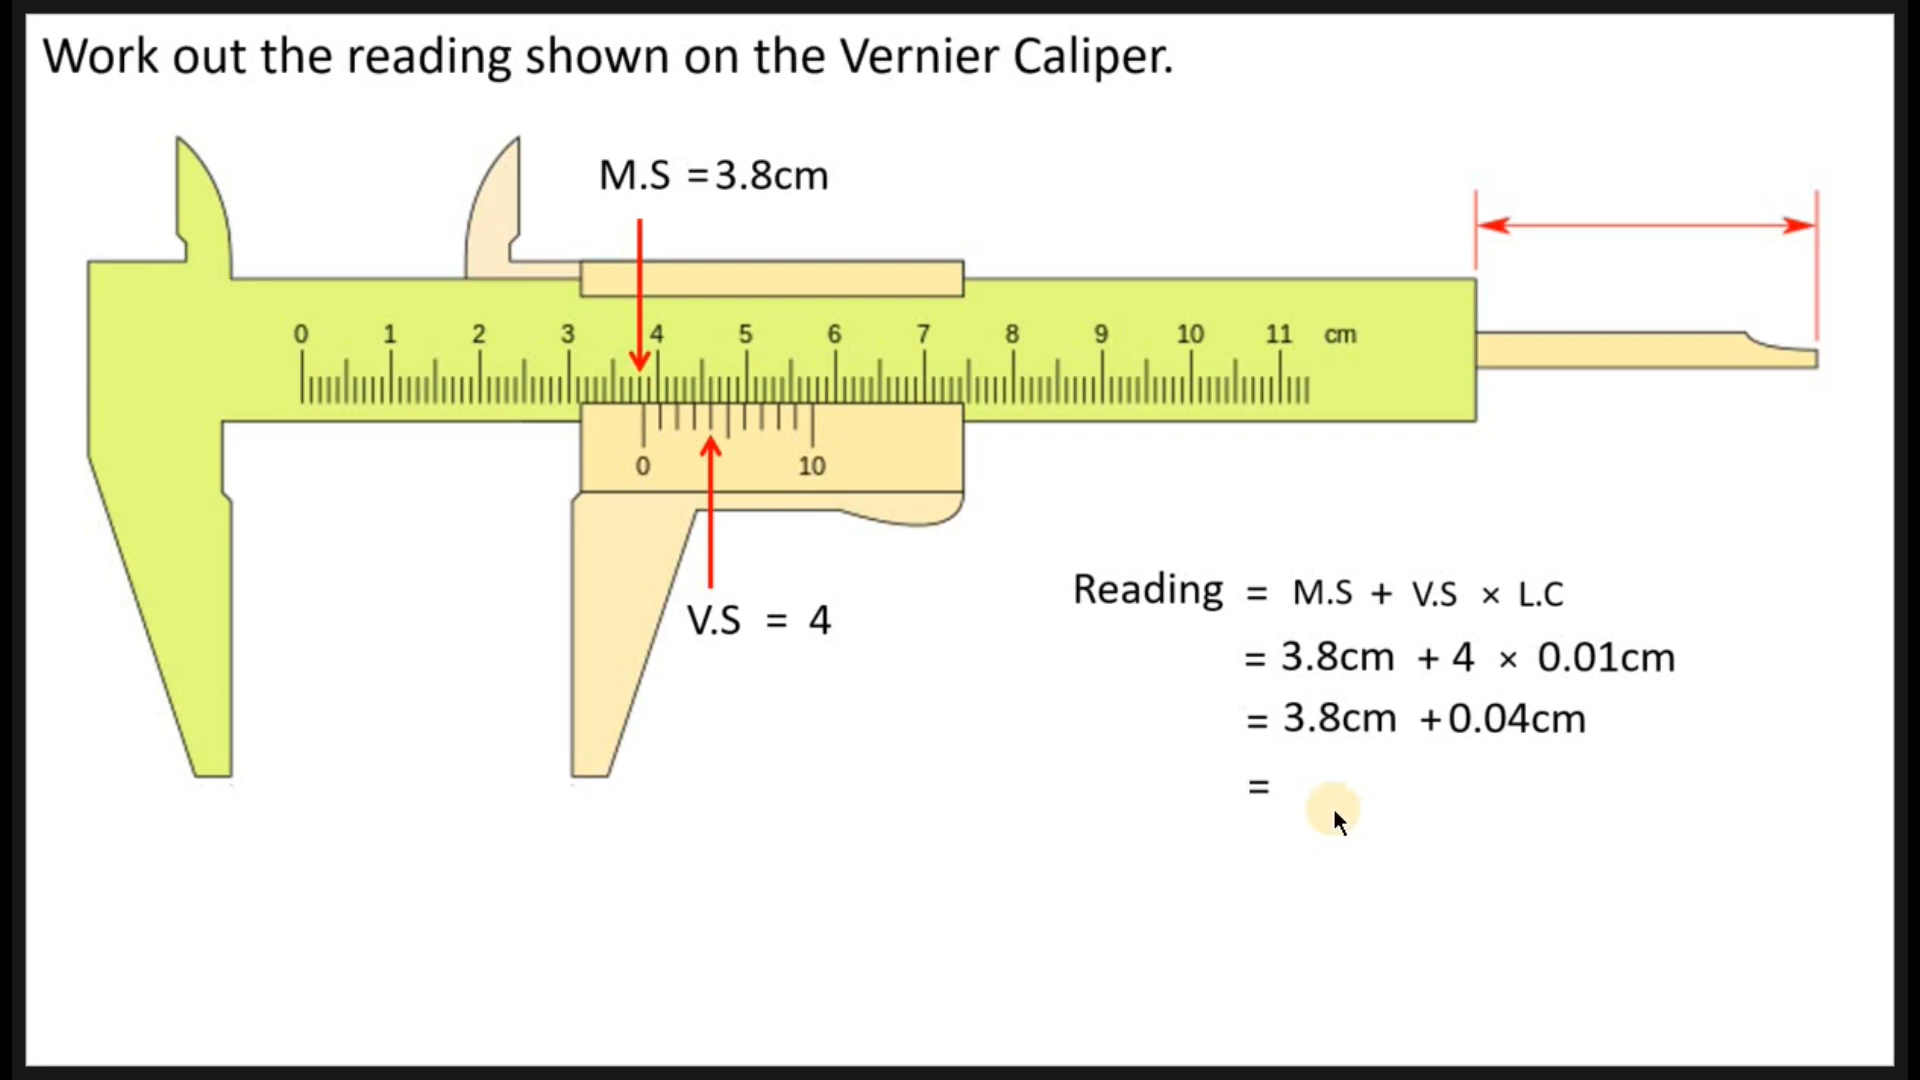 Work out the reading shown on the Vernier Caliper.
M.S = 3.8cm
0 1 2 3 4 5 6 7 8 9 10 11 cm
0 10
V.S = 4
Reading = M.S + V.S × L.C
= 3.8cm + 4 × 0.01cm
= 3.8cm + 0.04cm
=